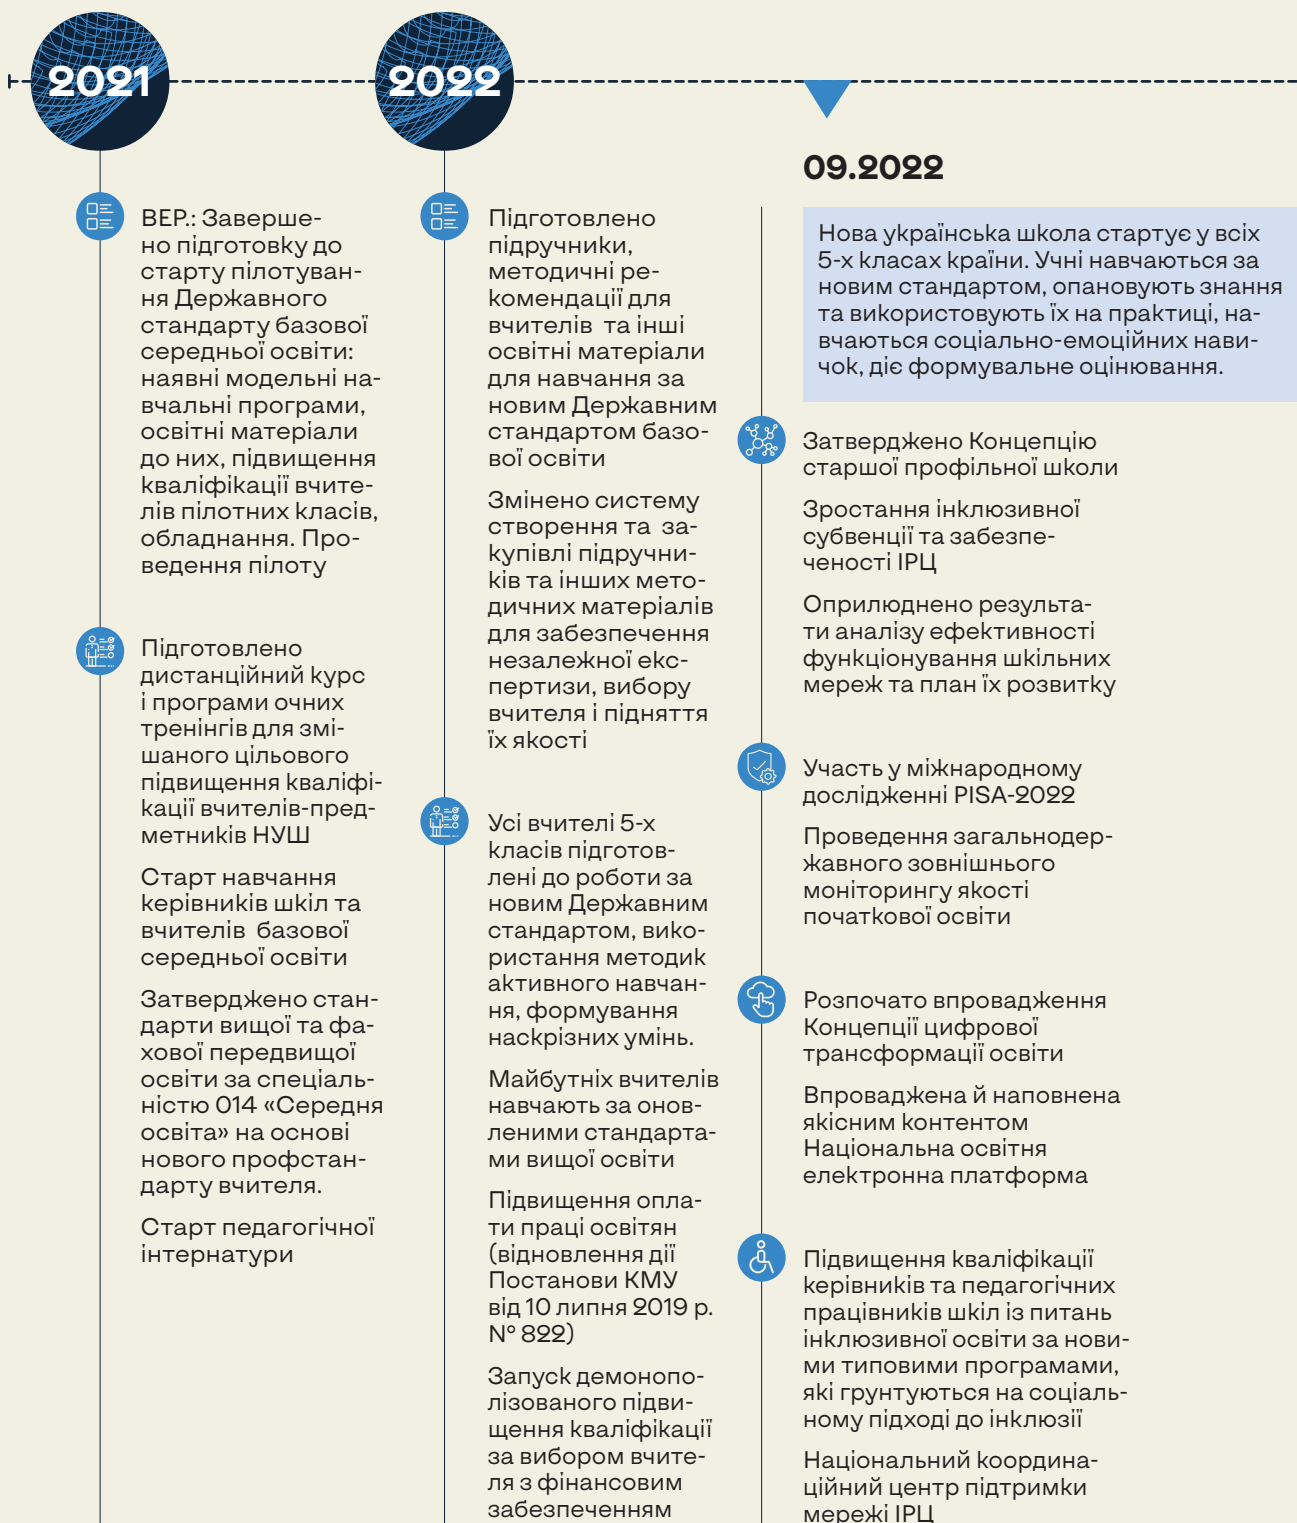 2021
ВЕР.: Заверше-
но підготовку до
старту пілотуван-
ня Державного
стандарту базової
середньої освіти:
наявні модельні на-
вчальні програми,
освітні матеріали
до них, підвищення
кваліфікації вчите-
лів пілотних класів,
обладнання. Про-
ведення пілоту
Підготовлено
дистанційний курс
і програми очних
тренінгів для змі-
шаного цільового
підвищення кваліфі-
кації вчителів-пред-
метників НУШ
Старт навчання
керівників шкіл та
вчителів базової
середньої освіти
Затверджено стан-
дарти вищої та фа-
хової передвищої
освіти за спеціаль-
ністю 014 «Середня
освіта» на основі
нового профстан-
дарту вчителя.
Старт педагогічної
інтернатури
2022
Підготовлено
підручники,
методичні ре-
комендації для
вчителів та інші
освітні матеріали
для навчання за
новим Державним
стандартом базо-
вої освіти
Змінено систему
створення та за-
купівлі підручни-
ків та інших мето-
дичних матеріалів
для забезпечення
незалежної екс-
пертизи, вибору
вчителя і підняття
їх якості
Усі вчителі 5-х
класів підготов-
лені до роботи за
новим Державним
стандартом, вико-
ристання методик
активного навчан-
ня, формування
наскрізних умінь.
Майбутніх вчителів
навчають за онов-
леними стандарта-
ми вищої освіти
Підвищення опла-
ти праці освітян
(відновлення дії
Постанови КМУ
від 10 липня 2019 р.
N° 822)
Запуск демонопо-
лізованого підви-
щення кваліфікації
за вибором вчите-
ля з фінансовим
забезпеченням
09.2022
Нова українська школа стартує у всіх
5-х класах країни. Учні навчаються за
новим стандартом, опановують знання
та використовують їх на практиці, на-
вчаються соціально-емоційних нави-
чок, діє формувальне оцінювання.
Затверджено Концепцію
старшої профільної школи
Зростання інклюзивної
субвенції та забезпе-
ченості ІРЦ
Оприлюднено результа-
ти аналізу ефективності
функціонування шкільних
мереж та план їх розвитку
Участь у міжнародному
дослідженні PISA-2022
Проведення загальнодер-
жавного зовнішнього
моніторингу якості
початкової освіти
Розпочато впровадження
Концепції цифрової
трансформації освіти
Впроваджена й наповнена
якісним контентом
Національна освітня
електронна платформа
Підвищення кваліфікації
керівників та педагогічних
працівників шкіл із питань
інклюзивної освіти за нови-
ми типовими програмами,
які грунтуються на соціаль-
ному підході до інклюзії
Національний координа-
ційний центр підтримки
мережі ІРЦ